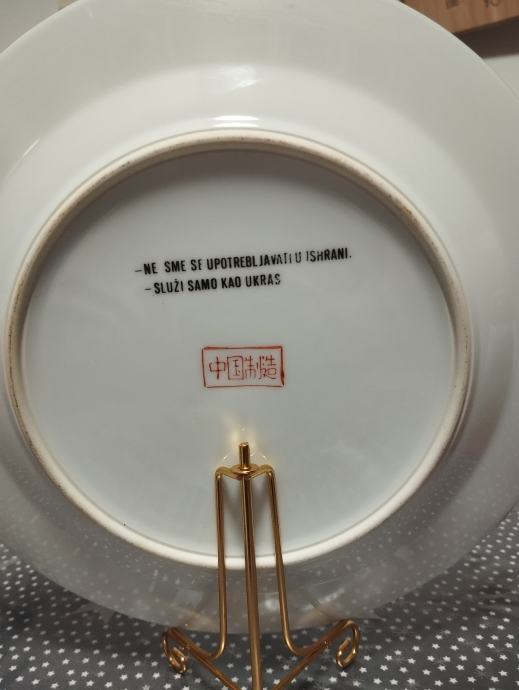 -NE SME SE UPOTREBLJAVATI U ISHRANI.
-SLUŽI SAMO KAO UKRAS
中国制造